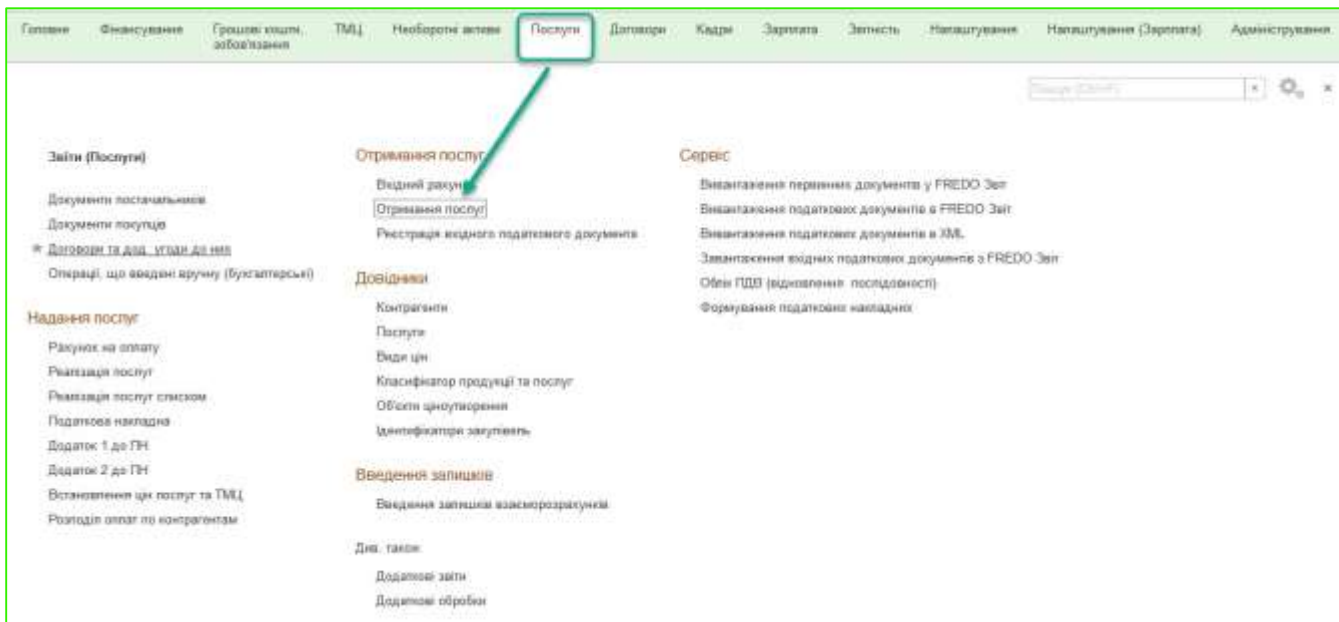 Головне Фінансування Грошові кошти, зобов'язання ТМЦ Необоротні активи Послуги Договори Кадри Зарплата Звітність Налаштування Налаштування (Зарплата) Адміністрування
Пошук (Ctrl+F)
Звіти (Послуги)
Документи постачальників
Документи покупців
Договори та дод. угоди до них
Операції, що введені вручну (бухгалтерські)
Надання послуг
Рахунок на оплату
Реалізація послуг
Реалізація послуг списком
Податкова накладна
Додаток 1 до ПН
Додаток 2 до ПН
Встановлення цін послуг та ТМЦ
Розподіл оплат по контрагентам
Отримання послуг
Вхідний рахунок
Отримання послуг
Реєстрація вхідного податкового документа
Довідники
Контрагенти
Послуги
Види цін
Класифікатор продукції та послуг
Об'єкти ціноутворення
Ідентифікатори закупівель
Введення залишків
Введення залишків взаєморозрахунків
Див. також
Додаткові звіти
Додаткові обробки
Сервіс
Вивантаження первинних документів у FREDO Звіт
Вивантаження податкових документів в FREDO Звіт
Вивантаження податкових документів в XML
Завантаження вхідних податкових документів з FREDO Звіт
Облік ПДВ (відновлення послідовності)
Формування податкових накладних